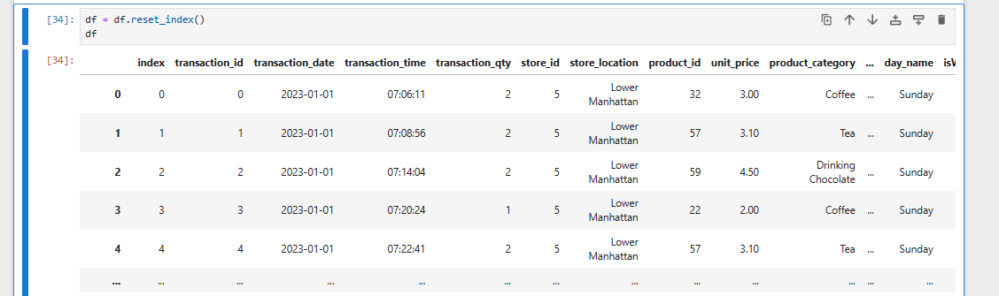 [34]: df = df.reset_index()
df
[34]:
index transaction_id transaction_date transaction_time transaction_qty store_id store_location product_id unit_price product_category ... day_name isV
0 0 0 2023-01-01 07:06:11 2 5 Lower Manhattan 32 3.00 Coffee ... Sunday
1 1 1 2023-01-01 07:08:56 2 5 Lower Manhattan 57 3.10 Tea ... Sunday
2 2 2 2023-01-01 07:14:04 2 5 Lower Manhattan 59 4.50 Drinking Chocolate ... Sunday
3 3 3 2023-01-01 07:20:24 1 5 Lower Manhattan 22 2.00 Coffee ... Sunday
4 4 4 2023-01-01 07:22:41 2 5 Lower Manhattan 57 3.10 Tea ... Sunday
... ... ... ... ... ... ... ... ... ... ... ... ...